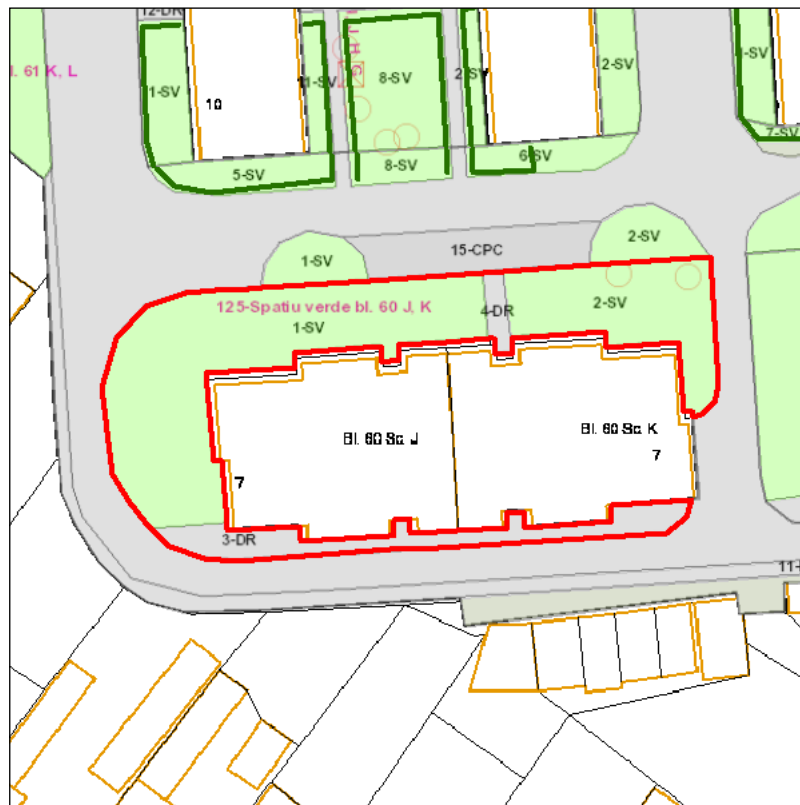 12-DR
l. 61 K, L
1-SV
10
1-SV
J, H, G
8-SV
2-SV
2-SV
-SV
7-SV
5-SV
8-SV
6-SV
1-SV
15-CPC
2-SV
125-Spatiu verde bl. 60 J, K
1-SV
4-DR
2-SV
Bl. 60 Sc J
Bl. 60 Sc K
7
7
3-DR
11-